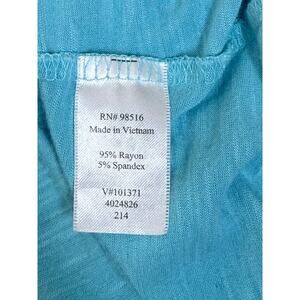 RN# 98516
Made in Vietnam
95% Rayon
5% Spandex
V#101371
4024826
214